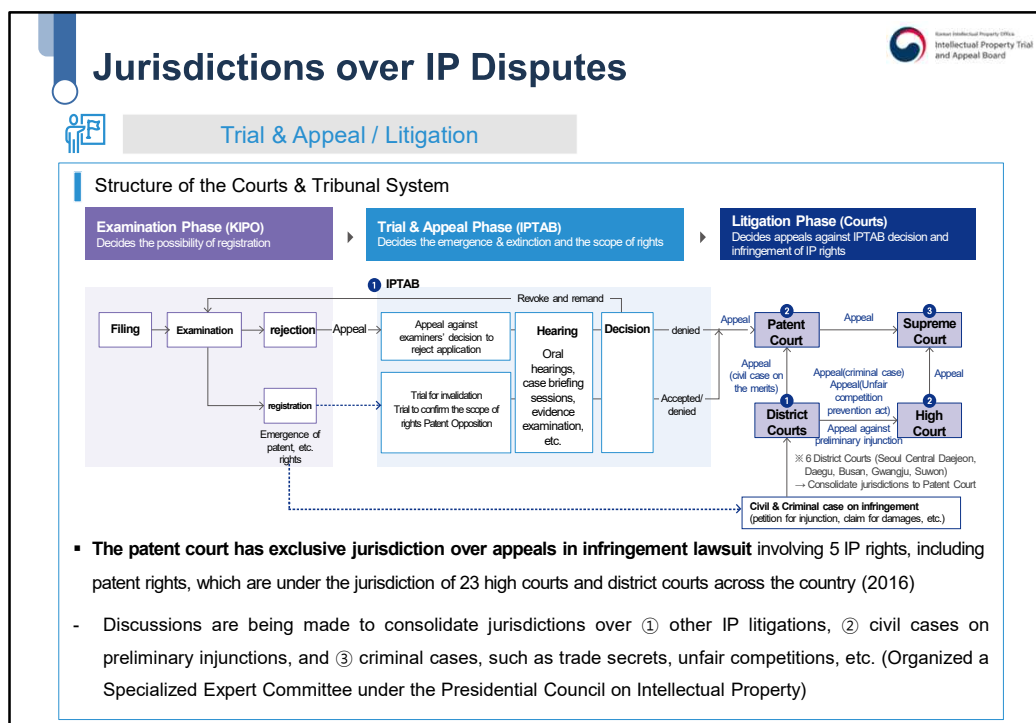 Jurisdictions over IP Disputes
Korean Intellectual Property Office
Intellectual Property Trial
and Appeal Board
Trial & Appeal / Litigation
Structure of the Courts & Tribunal System
Examination Phase (KIPO)
Decides the possibility of registration
Trial & Appeal Phase (IPTAB)
Decides the emergence & extinction and the scope of rights
Litigation Phase (Courts)
Decides appeals against IPTAB decision and
infringement of IP rights
1 IPTAB
Revoke and remand
Filing
Examination
rejection
Appeal
Appeal against
examiners' decision to
reject application
Hearing
Oral
hearings,
case briefing
sessions,
evidence
examination,
etc.
Decision
denied
Accepted/
denied
registration
Emergence of
patent, etc.
rights
Trial for invalidation
Trial to confirm the scope of
rights Patent Opposition
Appeal
2
Patent
Court
Appeal
3
Supreme
Court
Appeal
(civil case on
the merits)
Appeal(criminal case)
Appeal(Unfair
competition
prevention act)
Appeal
1
District
Courts
Appeal against
preliminary injunction
2
High
Court
※ 6 District Courts (Seoul Central Daejeon,
Daegu, Busan, Gwangju, Suwon)
→ Consolidate jurisdictions to Patent Court
Civil & Criminal case on infringement
(petition for injunction, claim for damages, etc.)
▪ The patent court has exclusive jurisdiction over appeals in infringement lawsuit involving 5 IP rights, including
patent rights, which are under the jurisdiction of 23 high courts and district courts across the country (2016)
- Discussions are being made to consolidate jurisdictions over ① other IP litigations, ② civil cases on
preliminary injunctions, and ③ criminal cases, such as trade secrets, unfair competitions, etc. (Organized a
Specialized Expert Committee under the Presidential Council on Intellectual Property)